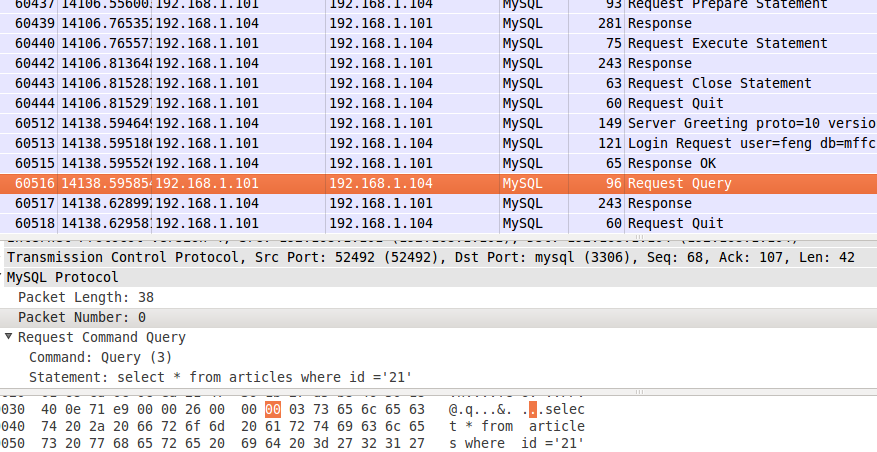 60437 14106.55600 192.168.1.101 192.168.1.104 MySQL 93 Request Prepare Statement
60439 14106.76535 192.168.1.104 192.168.1.101 MySQL 281 Response
60440 14106.76557 192.168.1.101 192.168.1.104 MySQL 75 Request Execute Statement
60442 14106.81364 192.168.1.104 192.168.1.101 MySQL 243 Response
60443 14106.81528 192.168.1.101 192.168.1.104 MySQL 63 Request Close Statement
60444 14106.81529 192.168.1.101 192.168.1.104 MySQL 60 Request Quit
60512 14138.59464 192.168.1.104 192.168.1.101 MySQL 149 Server Greeting proto=10 versio
60513 14138.59518 192.168.1.101 192.168.1.104 MySQL 121 Login Request user=feng db=mffc
60515 14138.59552 192.168.1.104 192.168.1.101 MySQL 65 Response OK
60516 14138.59585 192.168.1.101 192.168.1.104 MySQL 96 Request Query
60517 14138.62899 192.168.1.104 192.168.1.101 MySQL 243 Response
60518 14138.62958 192.168.1.101 192.168.1.104 MySQL 60 Request Quit
Transmission Control Protocol, Src Port: 52492 (52492), Dst Port: mysql (3306), Seq: 68, Ack: 107, Len: 42
MySQL Protocol
Packet Length: 38
Packet Number: 0
Request Command Query
Command: Query (3)
Statement: select * from articles where id ='21'
0030 40 0e 71 e9 00 00 26 00 00 00 03 73 65 6c 65 63 @.q...&. ...selec
0040 74 20 2a 20 66 72 6f 6d 20 61 72 74 69 63 6c 65 t * from article
0050 73 20 77 68 65 72 65 20 69 64 20 3d 27 32 31 27 s where id ='21'